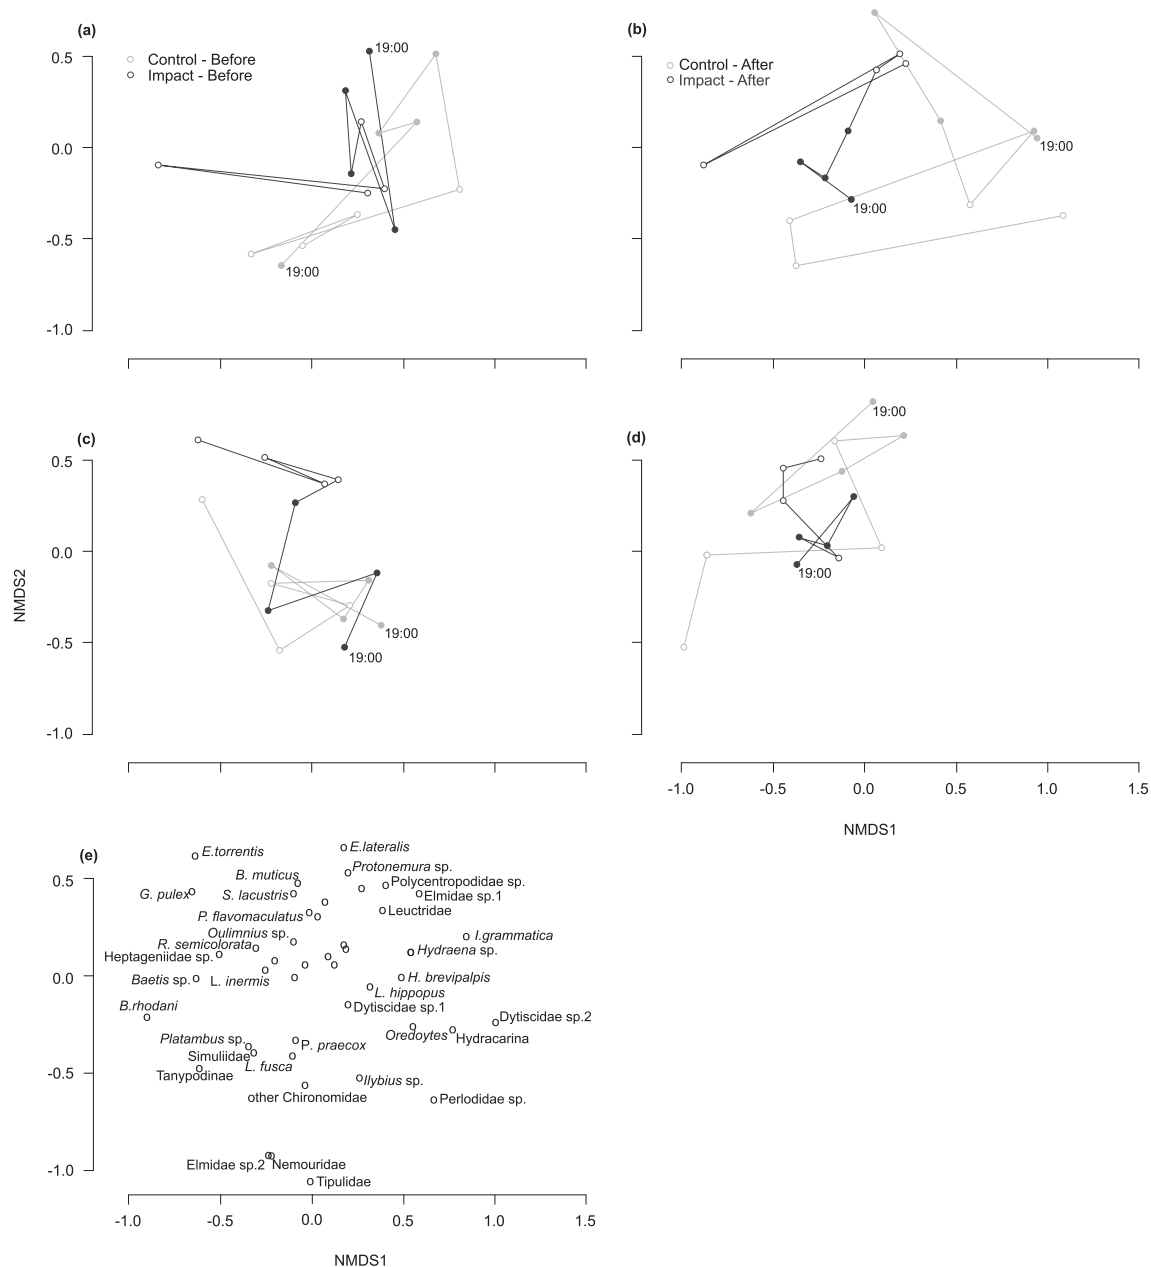 (a)
Control - Before
Impact - Before
19:00
19:00
0.5
0.0
-0.5
-1.0
(b)
Control - After
Impact - After
19:00
19:00
(c)
0.5
0.0
-0.5
-1.0
19:00
19:00
NMDS2
(d)
19:00
19:00
-1.0 -0.5 0.0 0.5 1.0 1.5
NMDS1
(e)
E.torrentis
E.lateralis
Protonemura sp.
B. muticus
Polycentropodidae sp.
0.5
G. pulex
S. lacustris
Elmidae sp.1
P. flavomaculatus
Leuctridae
Oulimnius sp.
I.grammatica
R. semicolorata
Hydraena sp.
Heptageniidae sp.
0.0
Baetis sp.
L. inermis
H. brevipalpis
L. hippopus
B.rhodani
Dytiscidae sp.1
Dytiscidae sp.2
Platambus sp.
P. praecox
Oredoytes
Hydracarina
Simuliidae
L. fusca
-0.5
Tanypodinae
Ilybius sp.
other Chironomidae
Perlodidae sp.
Elmidae sp.2
Nemouridae
-1.0
Tipulidae
-1.0 -0.5 0.0 0.5 1.0 1.5
NMDS1